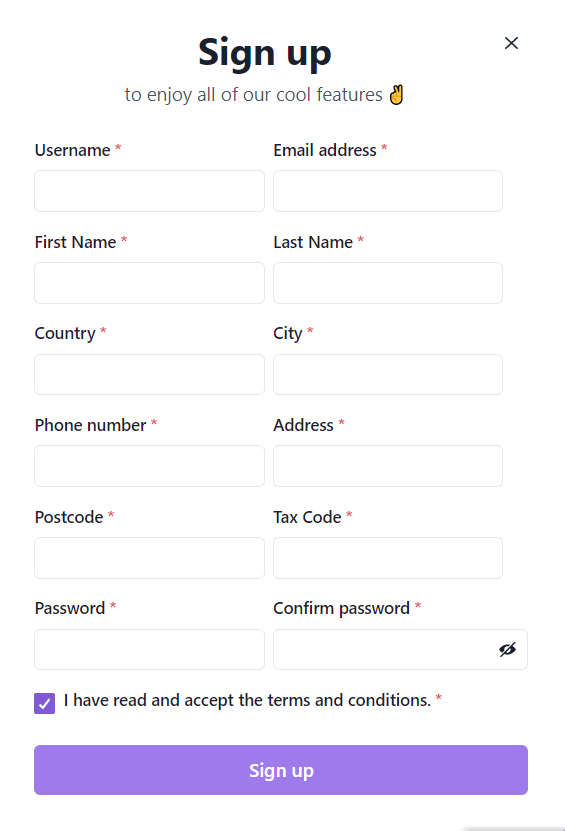 Sign up
to enjoy all of our cool features ✌
Username * Email address *
First Name * Last Name *
Country * City *
Phone number * Address *
Postcode * Tax Code *
Password * Confirm password *
I have read and accept the terms and conditions. *
Sign up